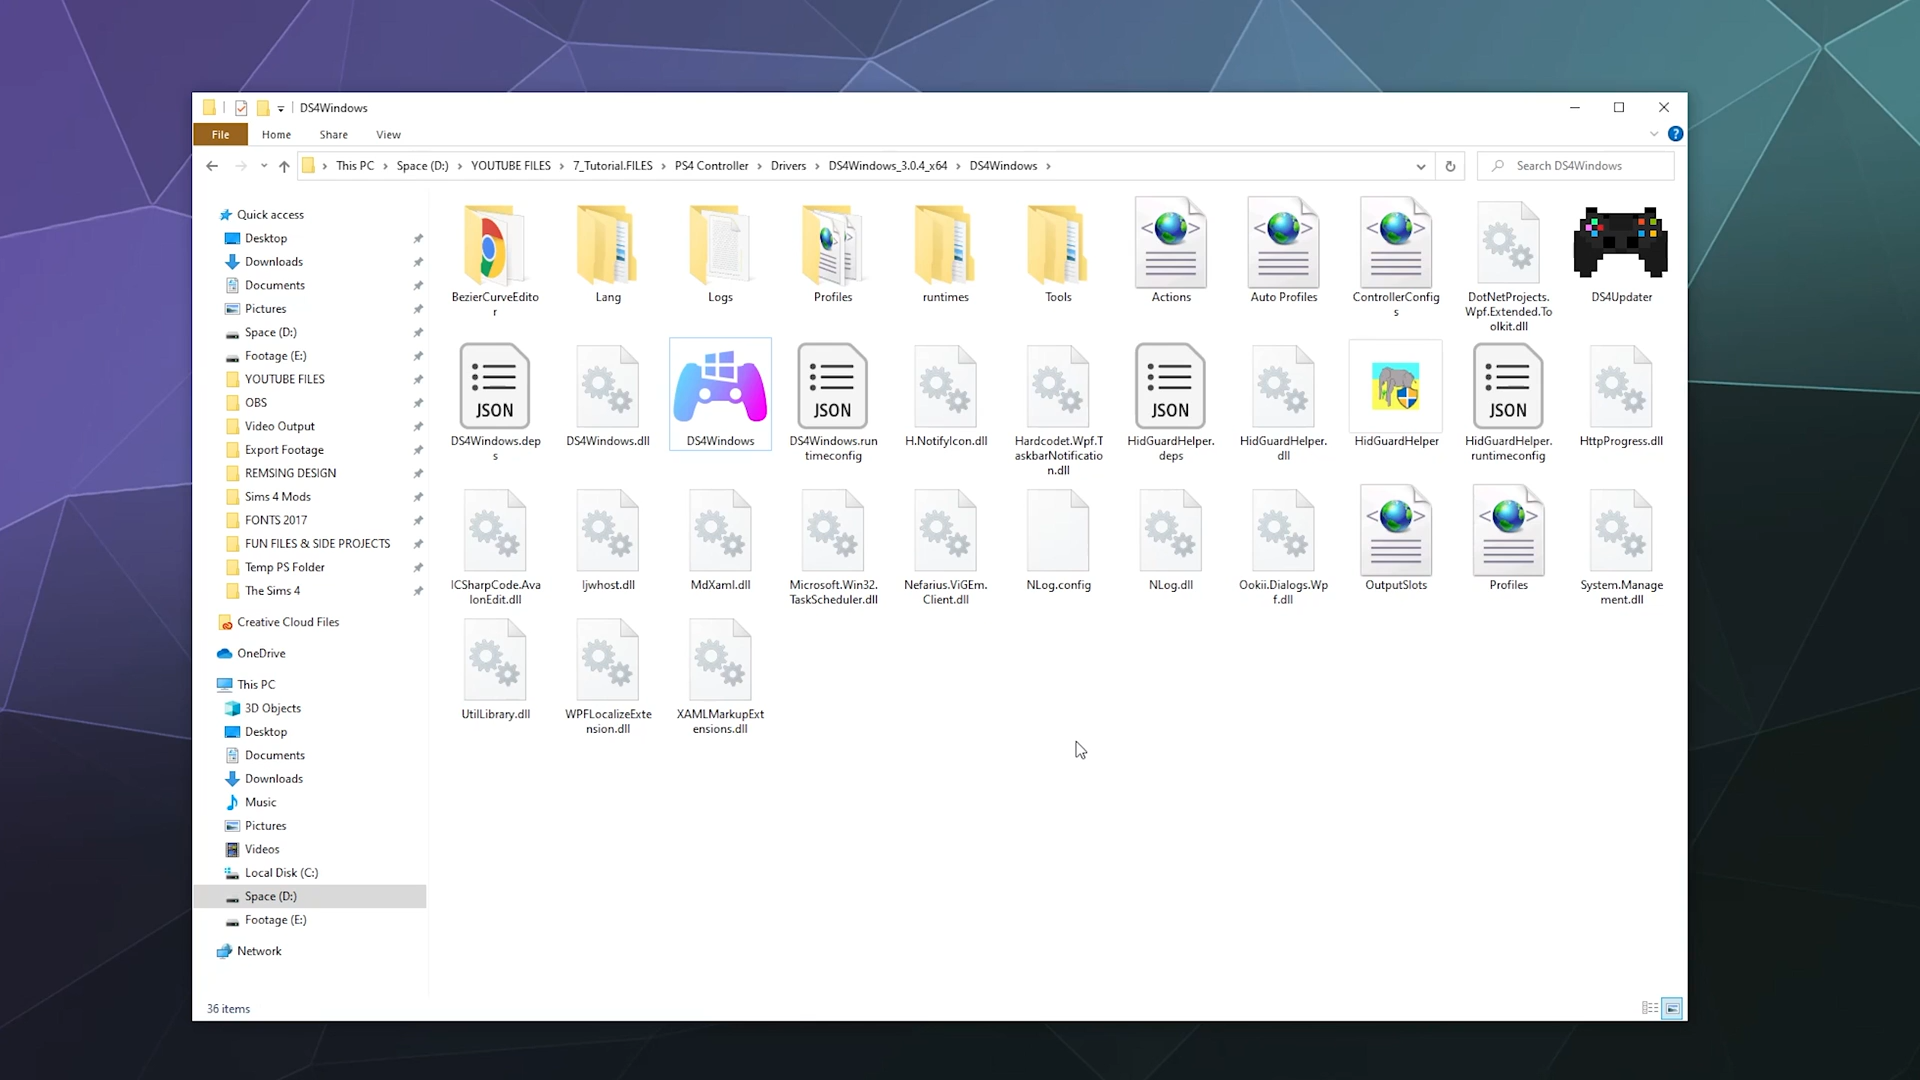 DS4Windows
File Home Share View
This PC Space (D:) YOUTUBE FILES 7_Tutorial.FILES PS4 Controller Drivers DS4Windows_3.0.4_x64 DS4Windows
Search DS4Windows
Quick access
Desktop
Downloads
Documents
Pictures
Space (D:)
Footage (E:)
YOUTUBE FILES
OBS
Video Output
Export Footage
REMSING DESIGN
Sims 4 Mods
FONTS 2017
FUN FILES & SIDE PROJECTS
Temp PS Folder
The Sims 4
Creative Cloud Files
OneDrive
This PC
3D Objects
Desktop
Documents
Downloads
Music
Pictures
Videos
Local Disk (C:)
Space (D:)
Footage (E:)
Network
BezierCurveEdito
r
Lang
Logs
Profiles
runtimes
Tools
Actions
Auto Profiles
ControllerConfig
s
DotNetProjects.
Wpf.Extended.To
olkit.dll
DS4Updater
JSON
DS4Windows.dep
s
DS4Windows.dll
DS4Windows
JSON
DS4Windows.run
timeconfig
H.NotifyIcon.dll
Hardcodet.Wpf.T
askbarNotificatio
n.dll
JSON
HidGuardHelper.
deps
HidGuardHelper.
dll
HidGuardHelper
JSON
HidGuardHelper.
runtimeconfig
HttpProgress.dll
ICSharpCode.Ava
lonEdit.dll
Ijwhost.dll
MdXaml.dll
Microsoft.Win32.
TaskScheduler.dll
Nefarius.ViGEm.
Client.dll
NLog.config
NLog.dll
Ookii.Dialogs.Wp
f.dll
OutputSlots
Profiles
System.Manage
ment.dll
UtilLibrary.dll
WPFLocalizeExte
nsion.dll
XAMLMarkupExt
ensions.dll
36 items